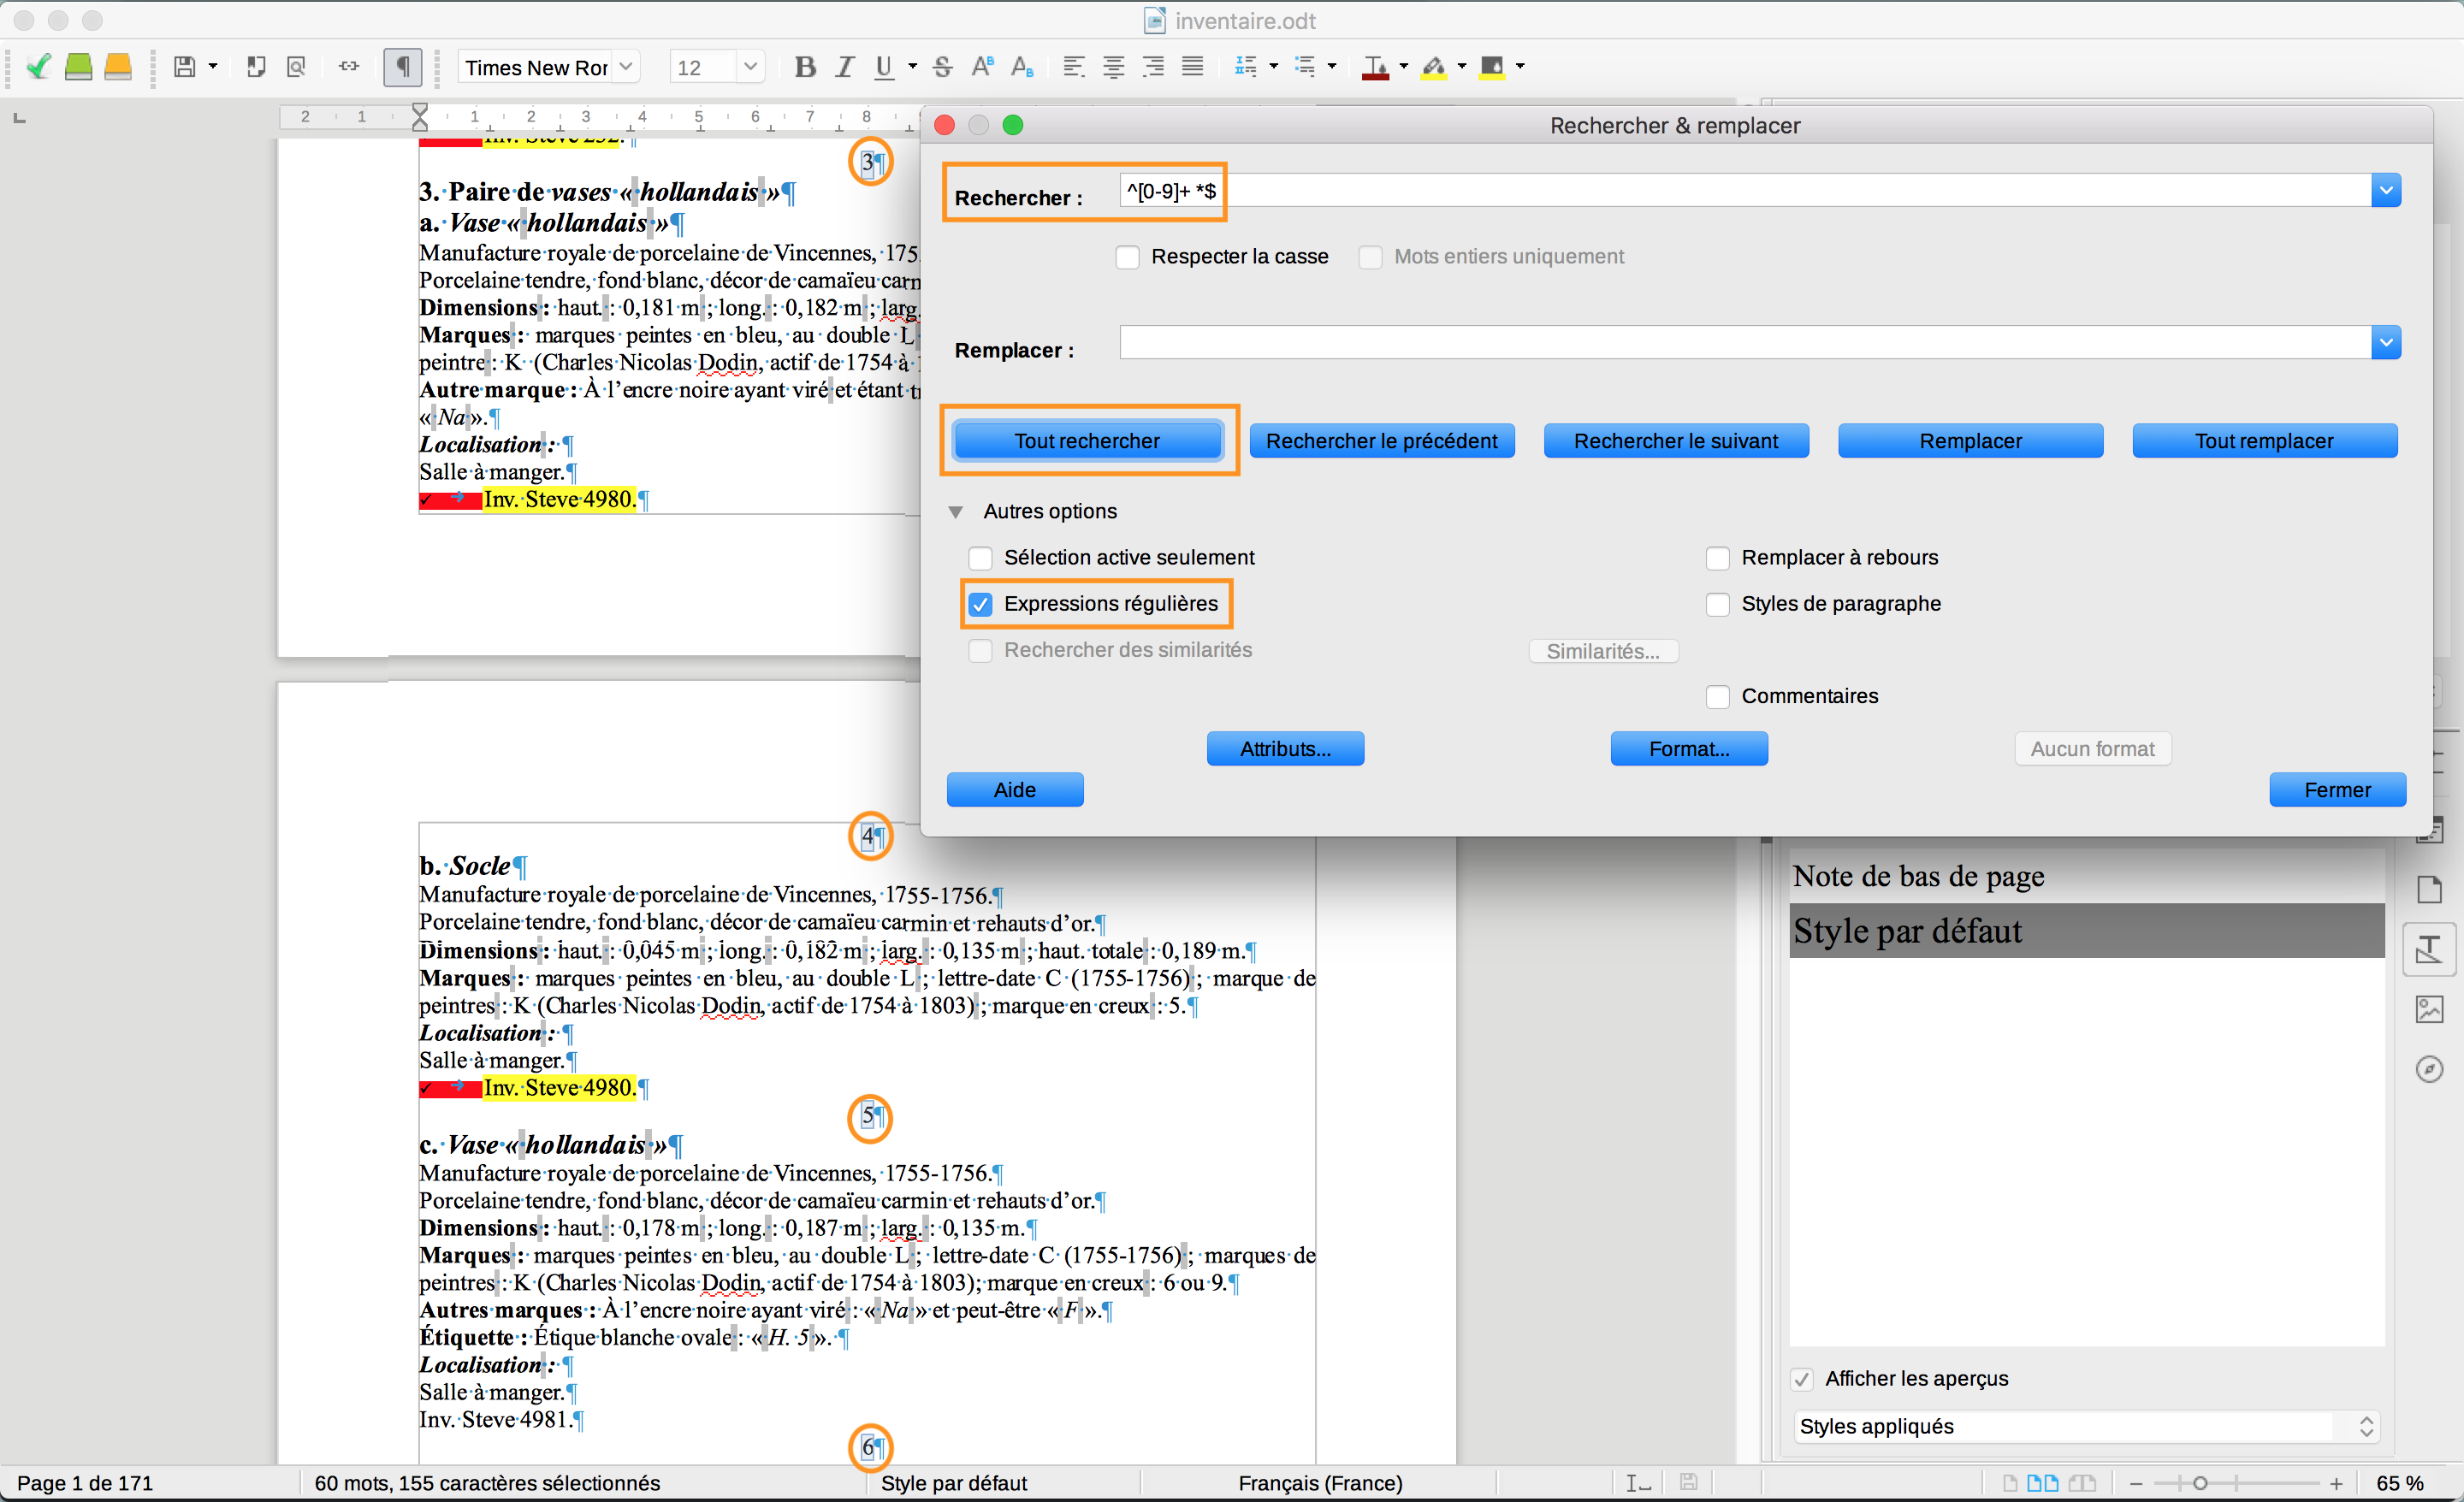 inventaire.odt
Times New Ror 12
2 1 1 2 3 4 5 6 7 8
Rechercher & remplacer
Inv. Steve 252.¶
3¶
3. Paire de vases « hollandais »¶
a. Vase « hollandais »¶
Manufacture royale de porcelaine de Vincennes, 175
Porcelaine tendre, fond blanc, décor de camaïeu carm
Dimensions : haut. : 0,181 m ; long. : 0,182 m ; larg.
Marques : marques peintes en bleu, au double L
peintre : K (Charles Nicolas Dodin, actif de 1754 à
Autre marque : À l’encre noire ayant viré et étant tr
« Na ».¶
Localisation : ¶
Salle à manger.¶
✓ → Inv. Steve 4980.¶
Rechercher : ^[0-9]+ *$
Respecter la casse Mots entiers uniquement
Remplacer :
Tout rechercher Rechercher le précédent Rechercher le suivant Remplacer Tout remplacer
Autres options
Sélection active seulement Remplacer à rebours
Expressions régulières Styles de paragraphe
Rechercher des similarités Similarités...
Commentaires
Attributs... Format... Aucun format
Aide Fermer
4¶
b. Socle¶
Manufacture royale de porcelaine de Vincennes, 1755-1756.¶
Porcelaine tendre, fond blanc, décor de camaïeu carmin et rehauts d’or.¶
Dimensions : haut. : 0,045 m ; long. : 0,182 m ; larg. : 0,135 m ; haut. totale : 0,189 m.¶
Marques : marques peintes en bleu, au double L ; lettre-date C (1755-1756) ; marque de
peintres : K (Charles Nicolas Dodin, actif de 1754 à 1803) ; marque en creux : 5.¶
Localisation : ¶
Salle à manger.¶
✓ → Inv. Steve 4980.¶
5¶
c. Vase « hollandais »¶
Manufacture royale de porcelaine de Vincennes, 1755-1756.¶
Porcelaine tendre, fond blanc, décor de camaïeu carmin et rehauts d’or.¶
Dimensions : haut. : 0,178 m ; long. : 0,187 m ; larg. : 0,135 m.¶
Marques : marques peintes en bleu, au double L ; lettre-date C (1755-1756) ; marques de
peintres : K (Charles Nicolas Dodin, actif de 1754 à 1803); marque en creux : 6 ou 9.¶
Autres marques : À l’encre noire ayant viré : « Na » et peut-être « F ».¶
Étiquette : Étique blanche ovale : « H. 5 ». ¶
Localisation : ¶
Salle à manger.¶
Inv. Steve 4981.¶
6¶
Note de bas de page
Style par défaut
Afficher les aperçus
Styles appliqués
Page 1 de 171 60 mots, 155 caractères sélectionnés Style par défaut Français (France) 65 %